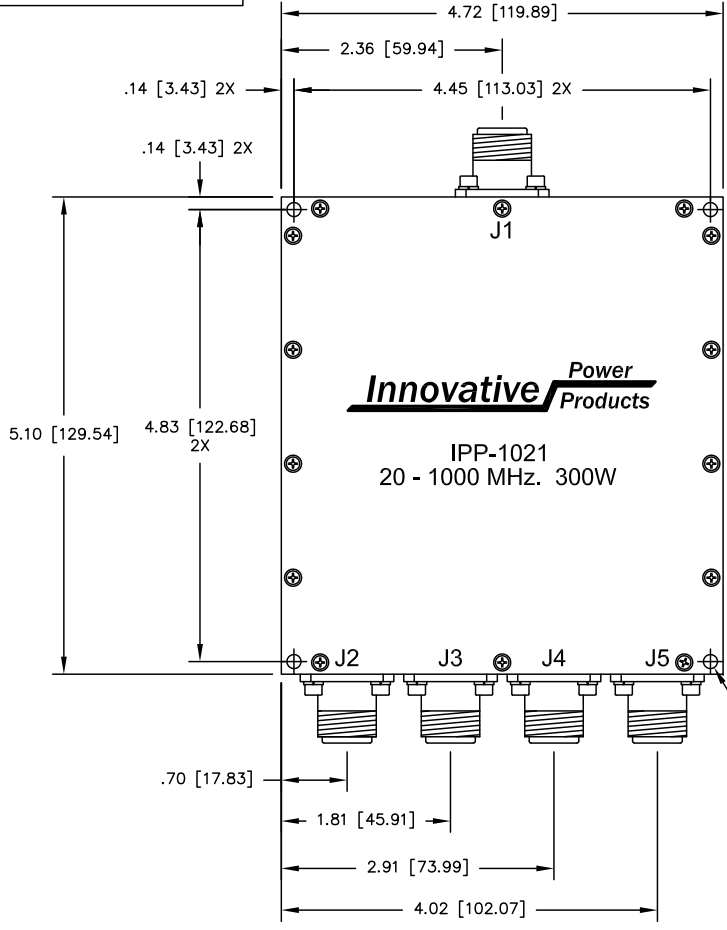 4.72 [119.89]
2.36 [59.94]
.14 [3.43] 2X
4.45 [113.03] 2X
.14 [3.43] 2X
J1
Innovative Power Products
5.10 [129.54]
4.83 [122.68]
2X
IPP-1021
20 - 1000 MHz. 300W
J2 J3 J4 J5
.70 [17.83]
1.81 [45.91]
2.91 [73.99]
4.02 [102.07]